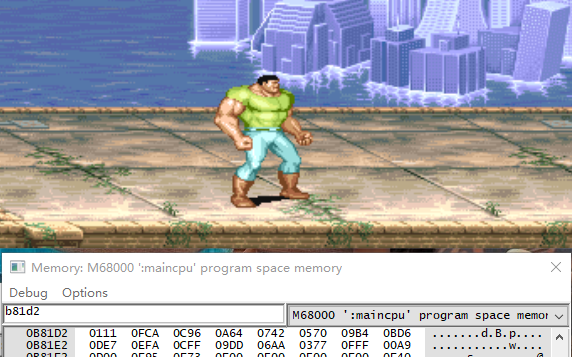 Memory: M68000 ':maincpu' program space memory
Debug Options
b81d2 M68000 ':maincpu' program space memor
0B81D2 0111 0FCA 0C96 0A64 0742 0570 09B4 0BD6 .......d.Bp....
0B81E2 0DE7 0EFA 0CFF 09DD 06AA 0377 0FFF 00A9 ...........w....